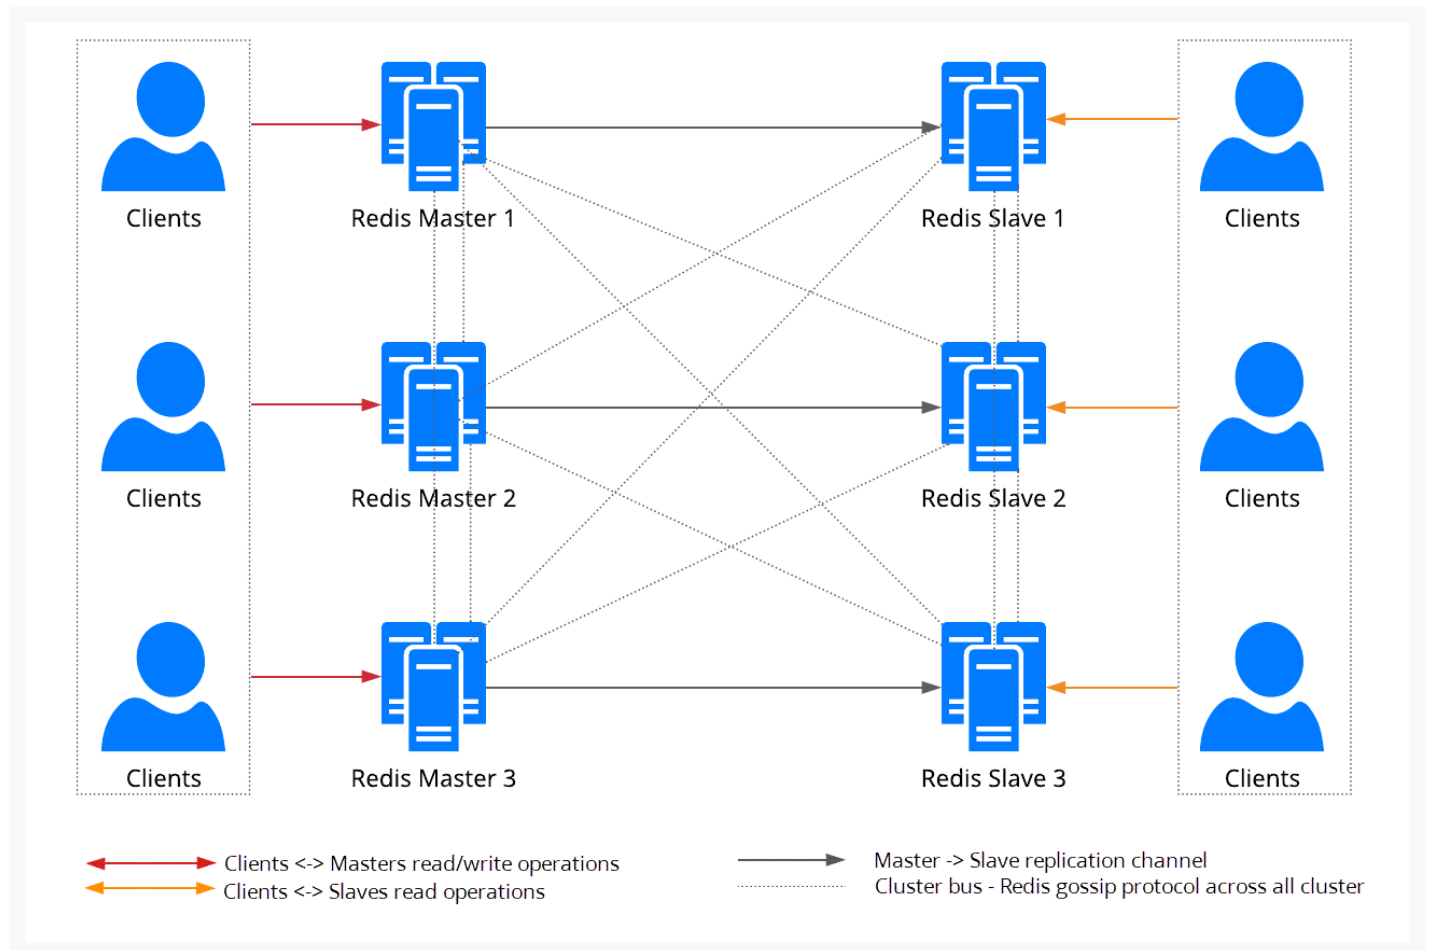 Clients
Redis Master 1
Redis Slave 1
Clients
Clients
Redis Master 2
Redis Slave 2
Clients
Clients
Redis Master 3
Redis Slave 3
Clients
Clients <-> Masters read/write operations
Clients <-> Slaves read operations
Master -> Slave replication channel
Cluster bus - Redis gossip protocol across all cluster